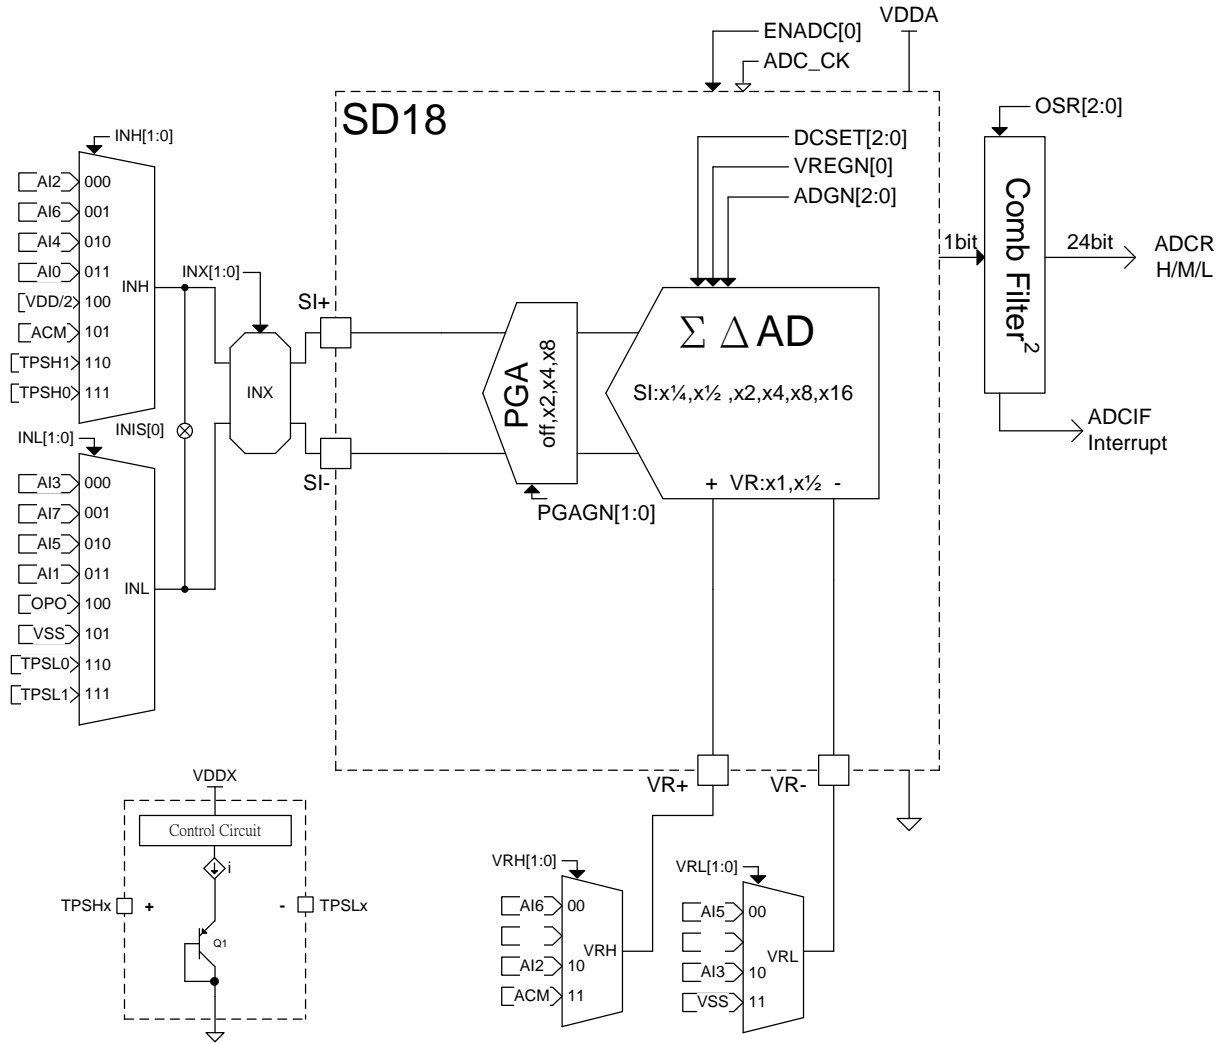 ENADC[0]
VDDA
ADC_CK
SD18
OSR[2:0]
INH[1:0]
DCSET[2:0]
VREGN[0]
ADGN[2:0]
AI2 000
AI6 001
AI4 010
AI0 011
VDD/2 100
ACM 101
TPSH1 110
TPSH0 111
INH
INX[1:0]
SI+
INX
SI-
INIS[0]
INL[1:0]
AI3 000
AI7 001
AI5 010
AI1 011
OPO 100
VSS 101
TPSL0 110
TPSL1 111
INL
PGA
off,x2,x4,x8
PGAGN[1:0]
Σ Δ AD
SI:x¼,x½ ,x2,x4,x8,x16
+ VR:x1,x½ -
1bit
Comb Filter²
24bit
ADCR
H/M/L
ADCIF
Interrupt
VR+
VR-
VDDX
Control Circuit
i
TPSHx
+
-
TPSLx
Q1
VRH[1:0]
AI6 00
AI2 10
ACM 11
VRH
VRL[1:0]
AI5 00
AI3 10
VSS 11
VRL